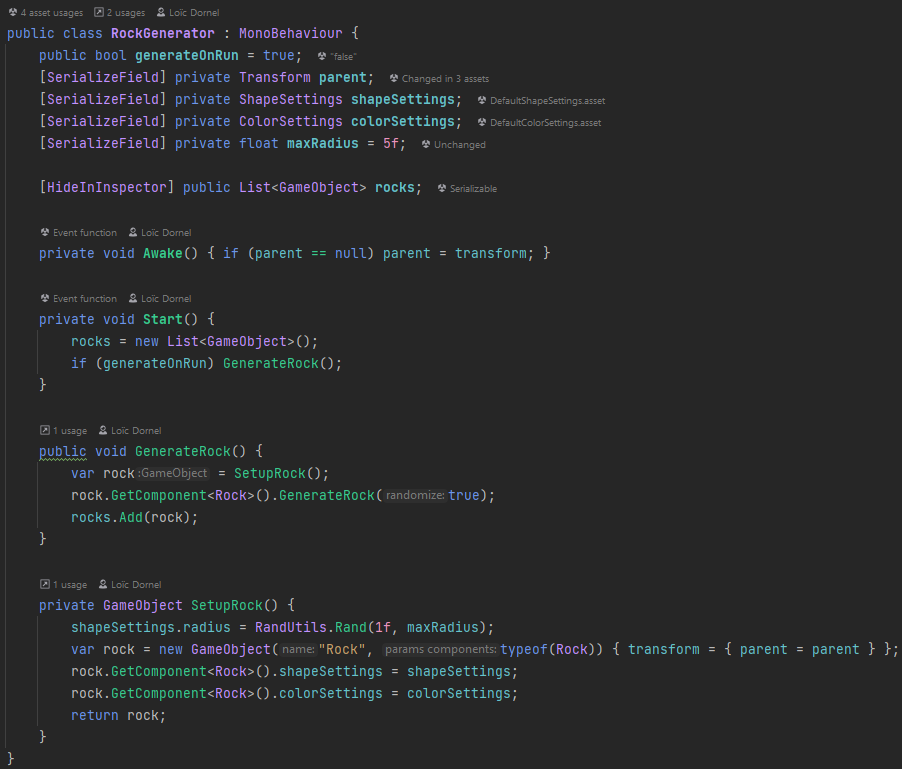 4 asset usages 2 usages Loïc Dornel
public class RockGenerator : MonoBehaviour {
public bool generateOnRun = true; "false"
[SerializeField] private Transform parent; Changed in 3 assets
[SerializeField] private ShapeSettings shapeSettings; DefaultShapeSettings.asset
[SerializeField] private ColorSettings colorSettings; DefaultColorSettings.asset
[SerializeField] private float maxRadius = 5f; Unchanged
[HideInInspector] public List<GameObject> rocks; Serializable
Event function Loïc Dornel
private void Awake() { if (parent == null) parent = transform; }
Event function Loïc Dornel
private void Start() {
rocks = new List<GameObject>();
if (generateOnRun) GenerateRock();
}
1 usage Loïc Dornel
public void GenerateRock() {
var rock :GameObject = SetupRock();
rock.GetComponent<Rock>().GenerateRock( randomize: true);
rocks.Add(rock);
}
1 usage Loïc Dornel
private GameObject SetupRock() {
shapeSettings.radius = RandUtils.Rand(1f, maxRadius);
var rock = new GameObject( name: "Rock", params components: typeof(Rock)) { transform = { parent = parent } };
rock.GetComponent<Rock>().shapeSettings = shapeSettings;
rock.GetComponent<Rock>().colorSettings = colorSettings;
return rock;
}
}